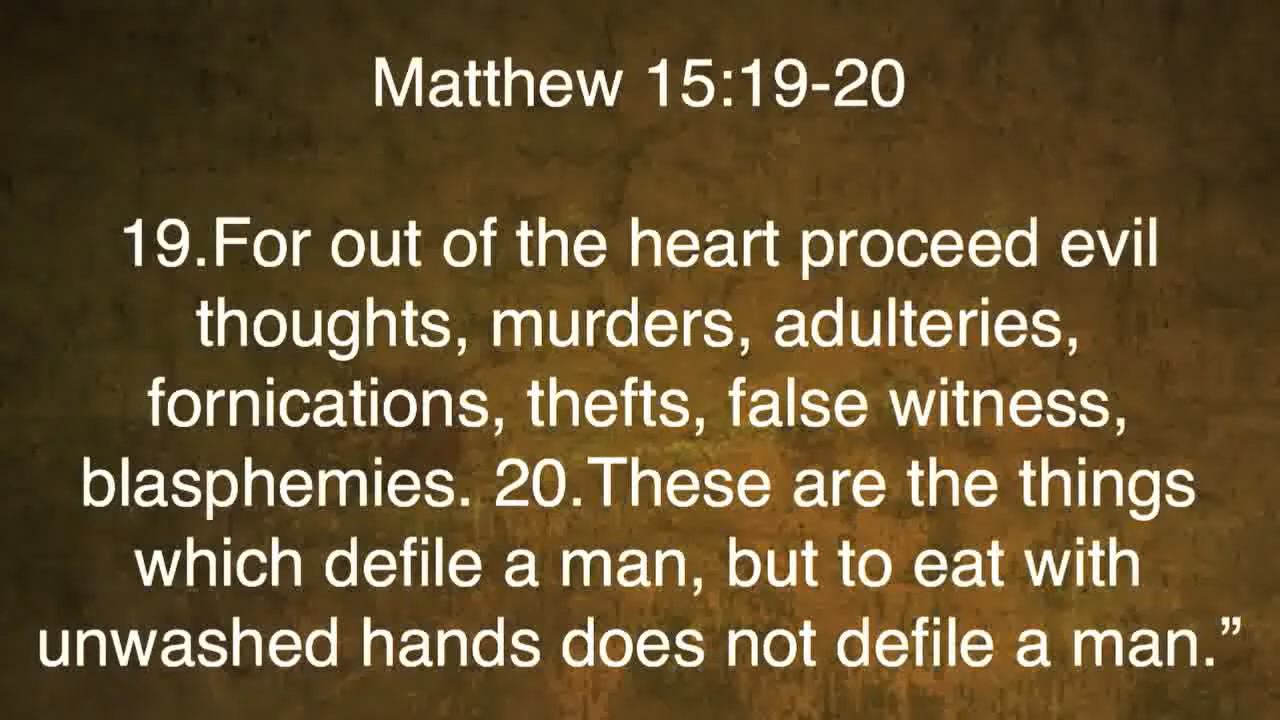 Matthew 15:19-20
19.For out of the heart proceed evil
thoughts, murders, adulteries,
fornications, thefts, false witness,
blasphemies. 20.These are the things
which defile a man, but to eat with
unwashed hands does not defile a man.”